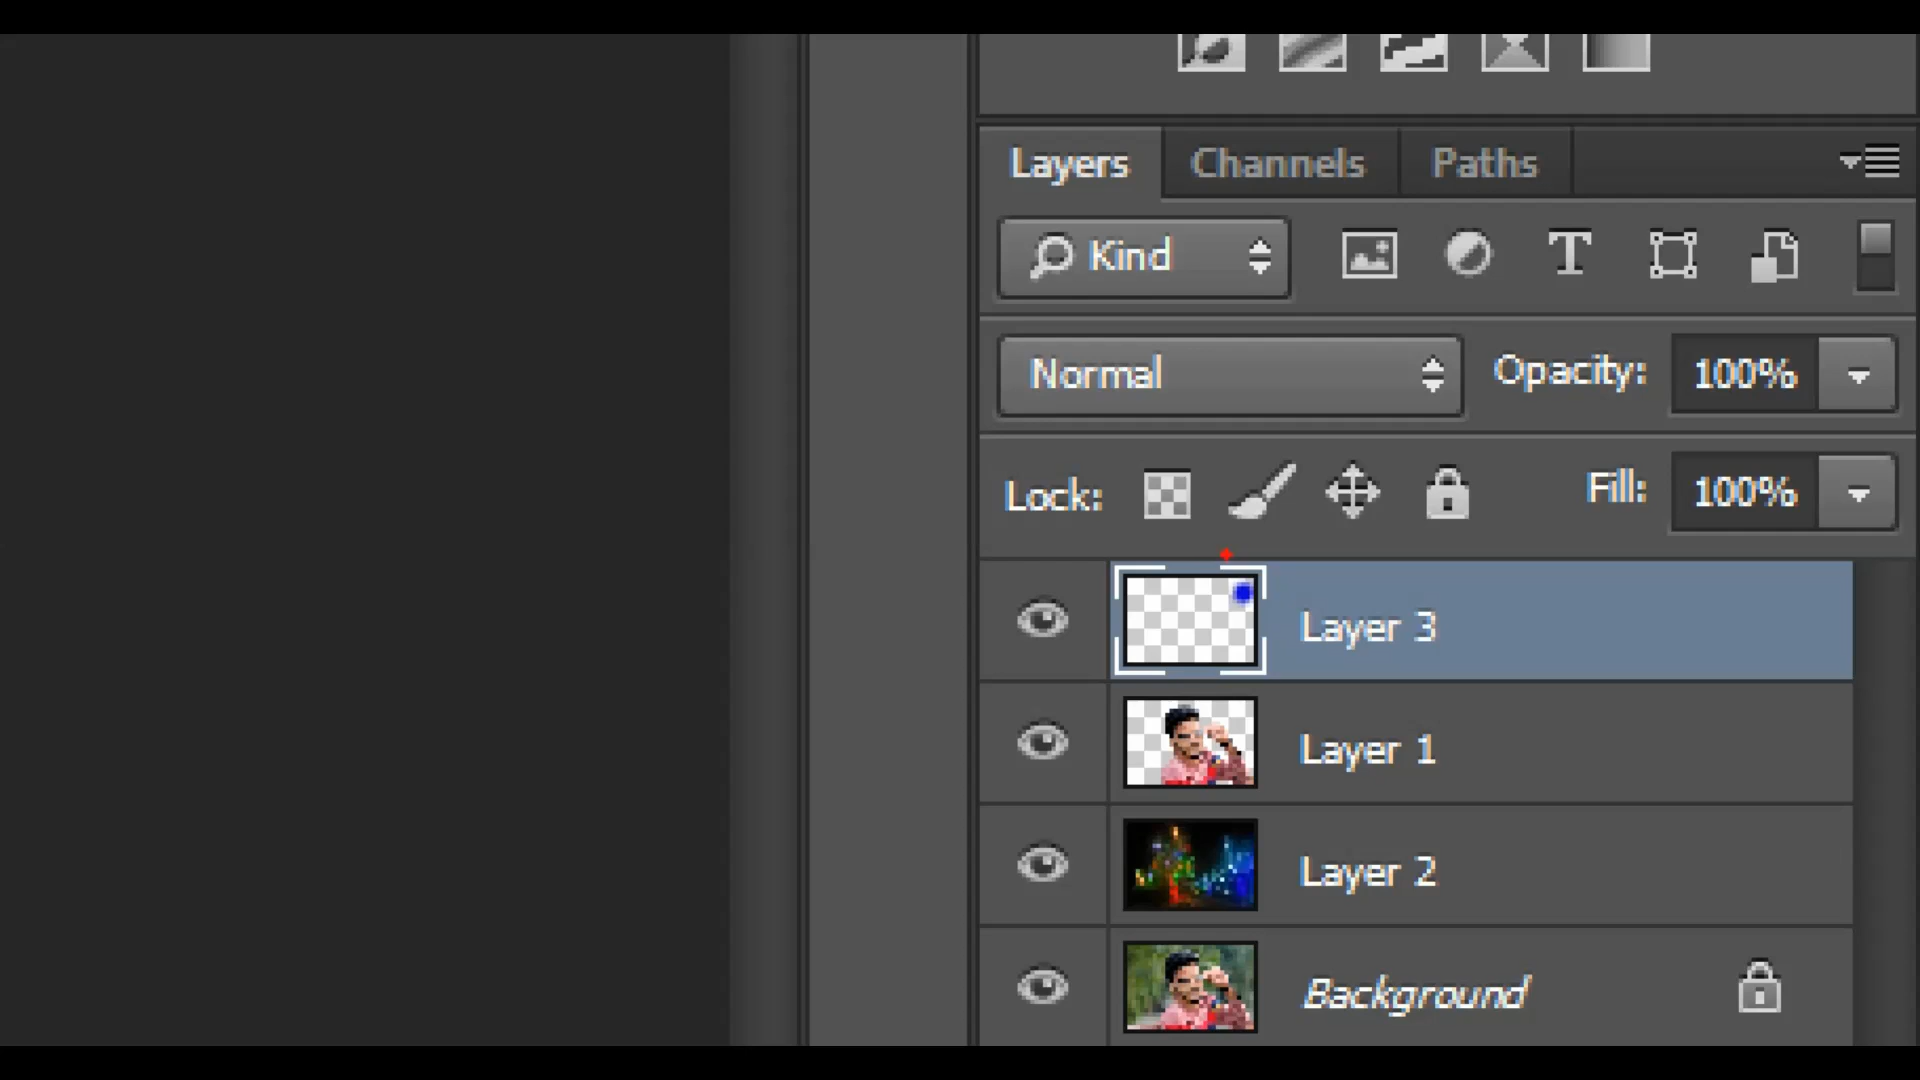 Layers Channels Paths
Kind T
Normal Opacity: 100%
Lock: Fill: 100%
Layer 3
Layer 1
Layer 2
Background